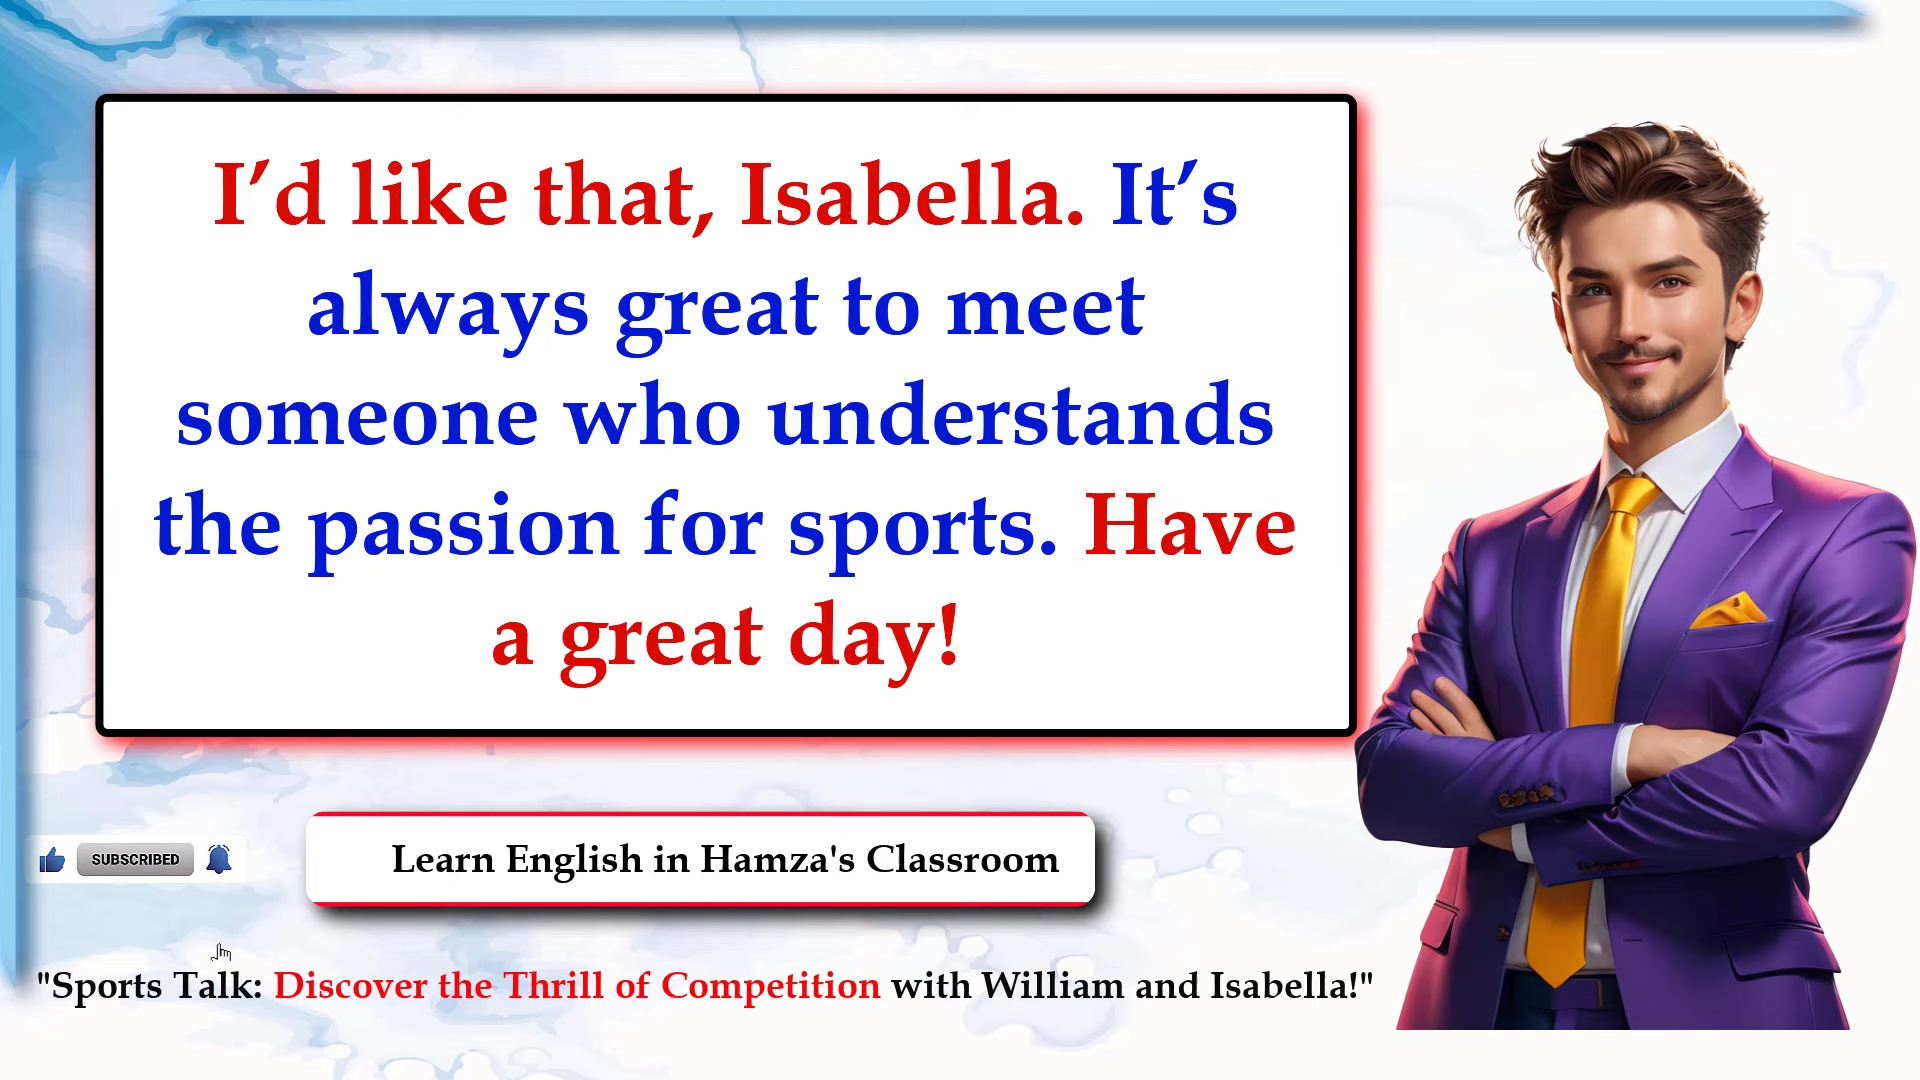 I’d like that, Isabella. It’s
always great to meet
someone who understands
the passion for sports. Have
a great day!
SUBSCRIBED
Learn English in Hamza's Classroom
"Sports Talk: Discover the Thrill of Competition with William and Isabella!"